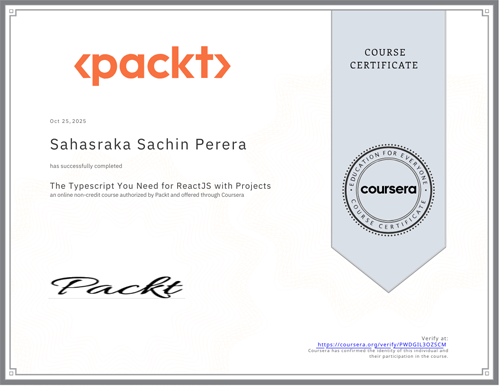 <packt>
COURSE
CERTIFICATE
Oct 25, 2025
Sahasraka Sachin Perera
has successfully completed
The Typescript You Need for ReactJS with Projects
an online non-credit course authorized by Packt and offered through Coursera
EDUCATION FOR EVERYONE
coursera
COURSE CERTIFICATE
Packt
Verify at:
https://coursera.org/verify/PWDGIL3OZSCM
Coursera has confirmed the identity of this individual and
their participation in the course.